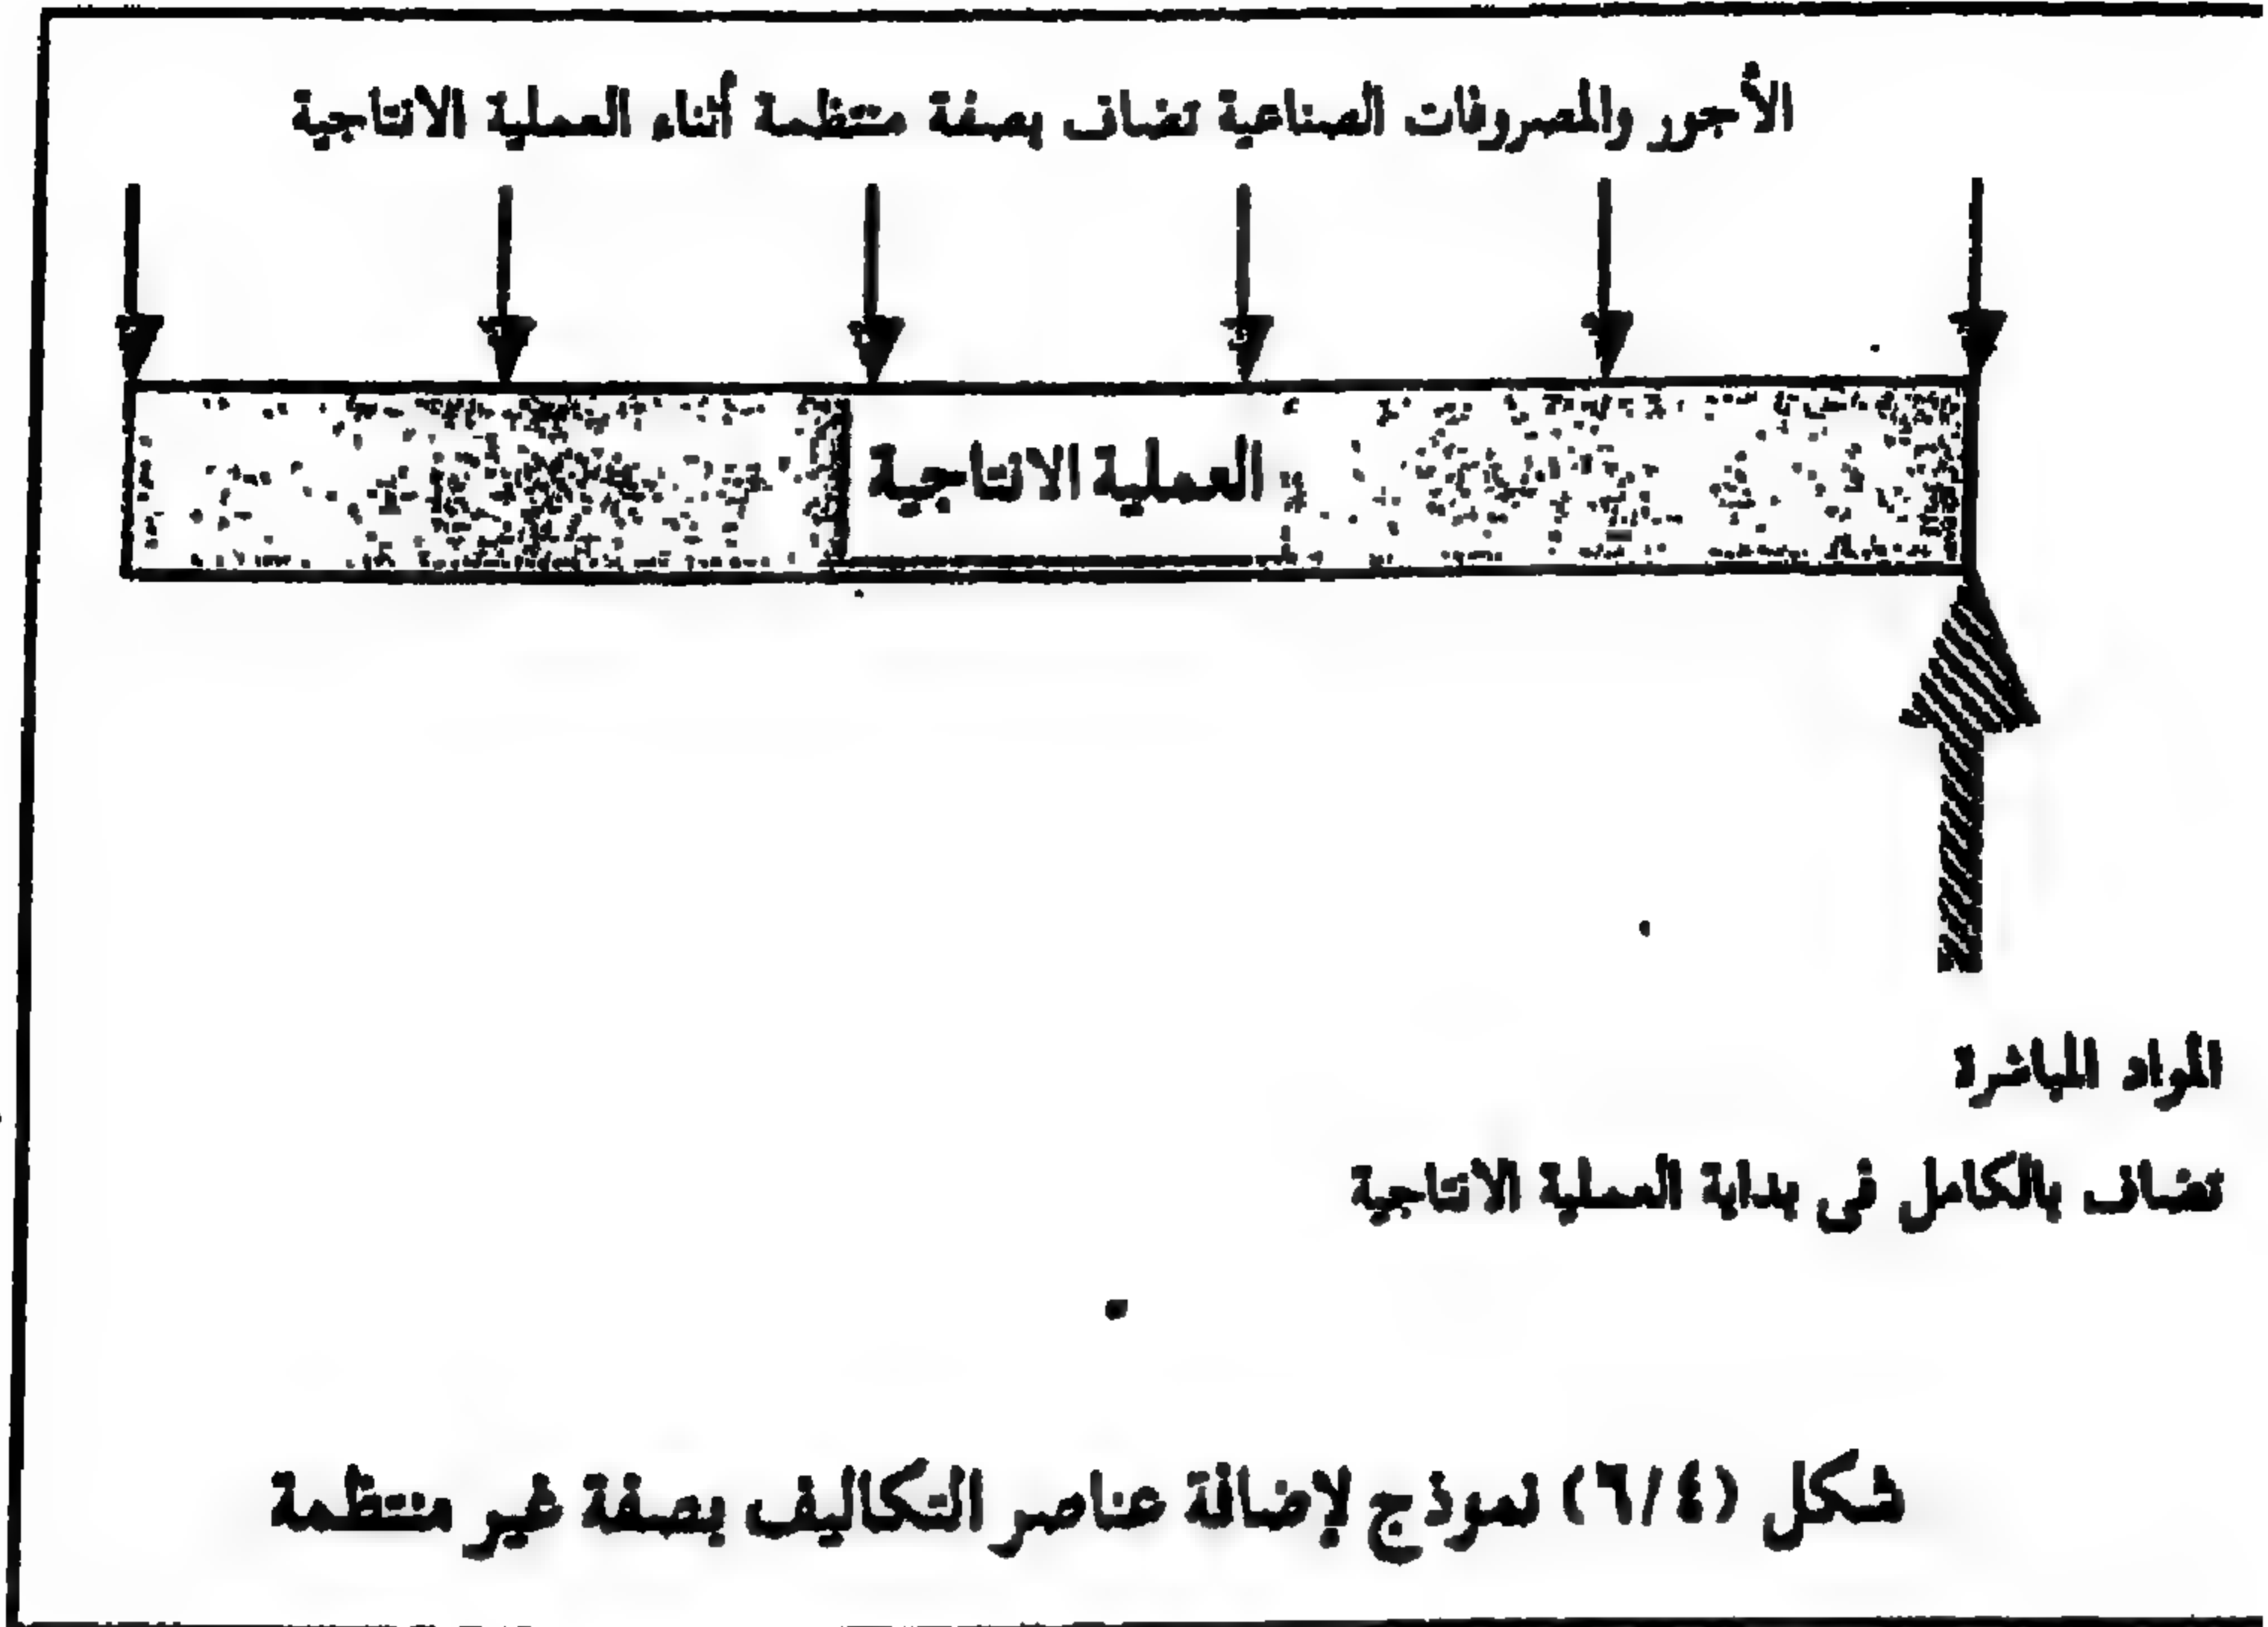 الأجور والمصروفات الصناعية تضاف بصفة منتظمة أثناء العملية الانتاجية
العملية الانتاجية
المواد المباشرة
تضاف بالكامل فى بداية العملية الانتاجية
شكل (٦/٤) نموذج لإضافة عناصر التكاليف بصفة غير منتظمة